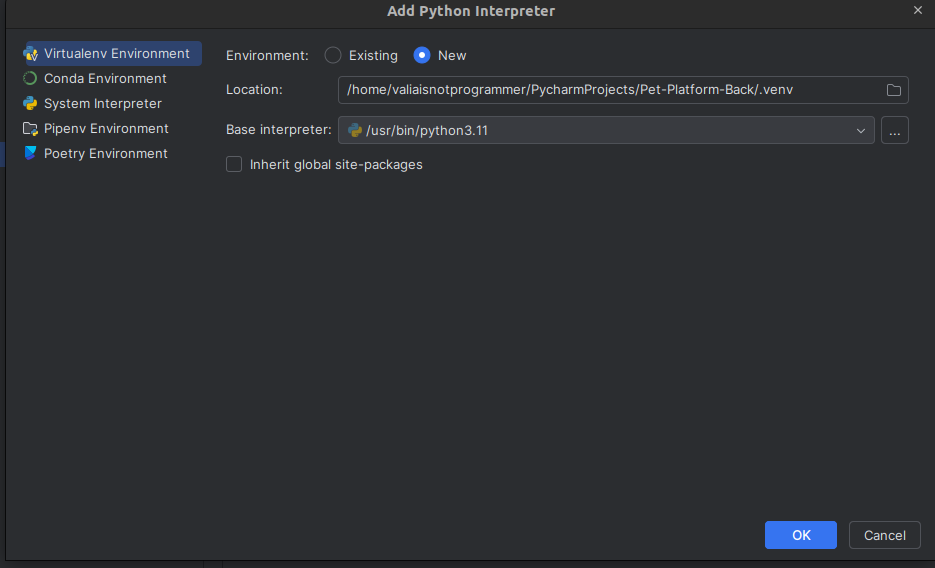 Add Python Interpreter
Virtualenv Environment
Conda Environment
System Interpreter
Pipenv Environment
Poetry Environment
Environment: Existing New
Location: /home/valiaisnotprogrammer/PycharmProjects/Pet-Platform-Back/.venv
Base interpreter: /usr/bin/python3.11 ...
Inherit global site-packages
OK Cancel